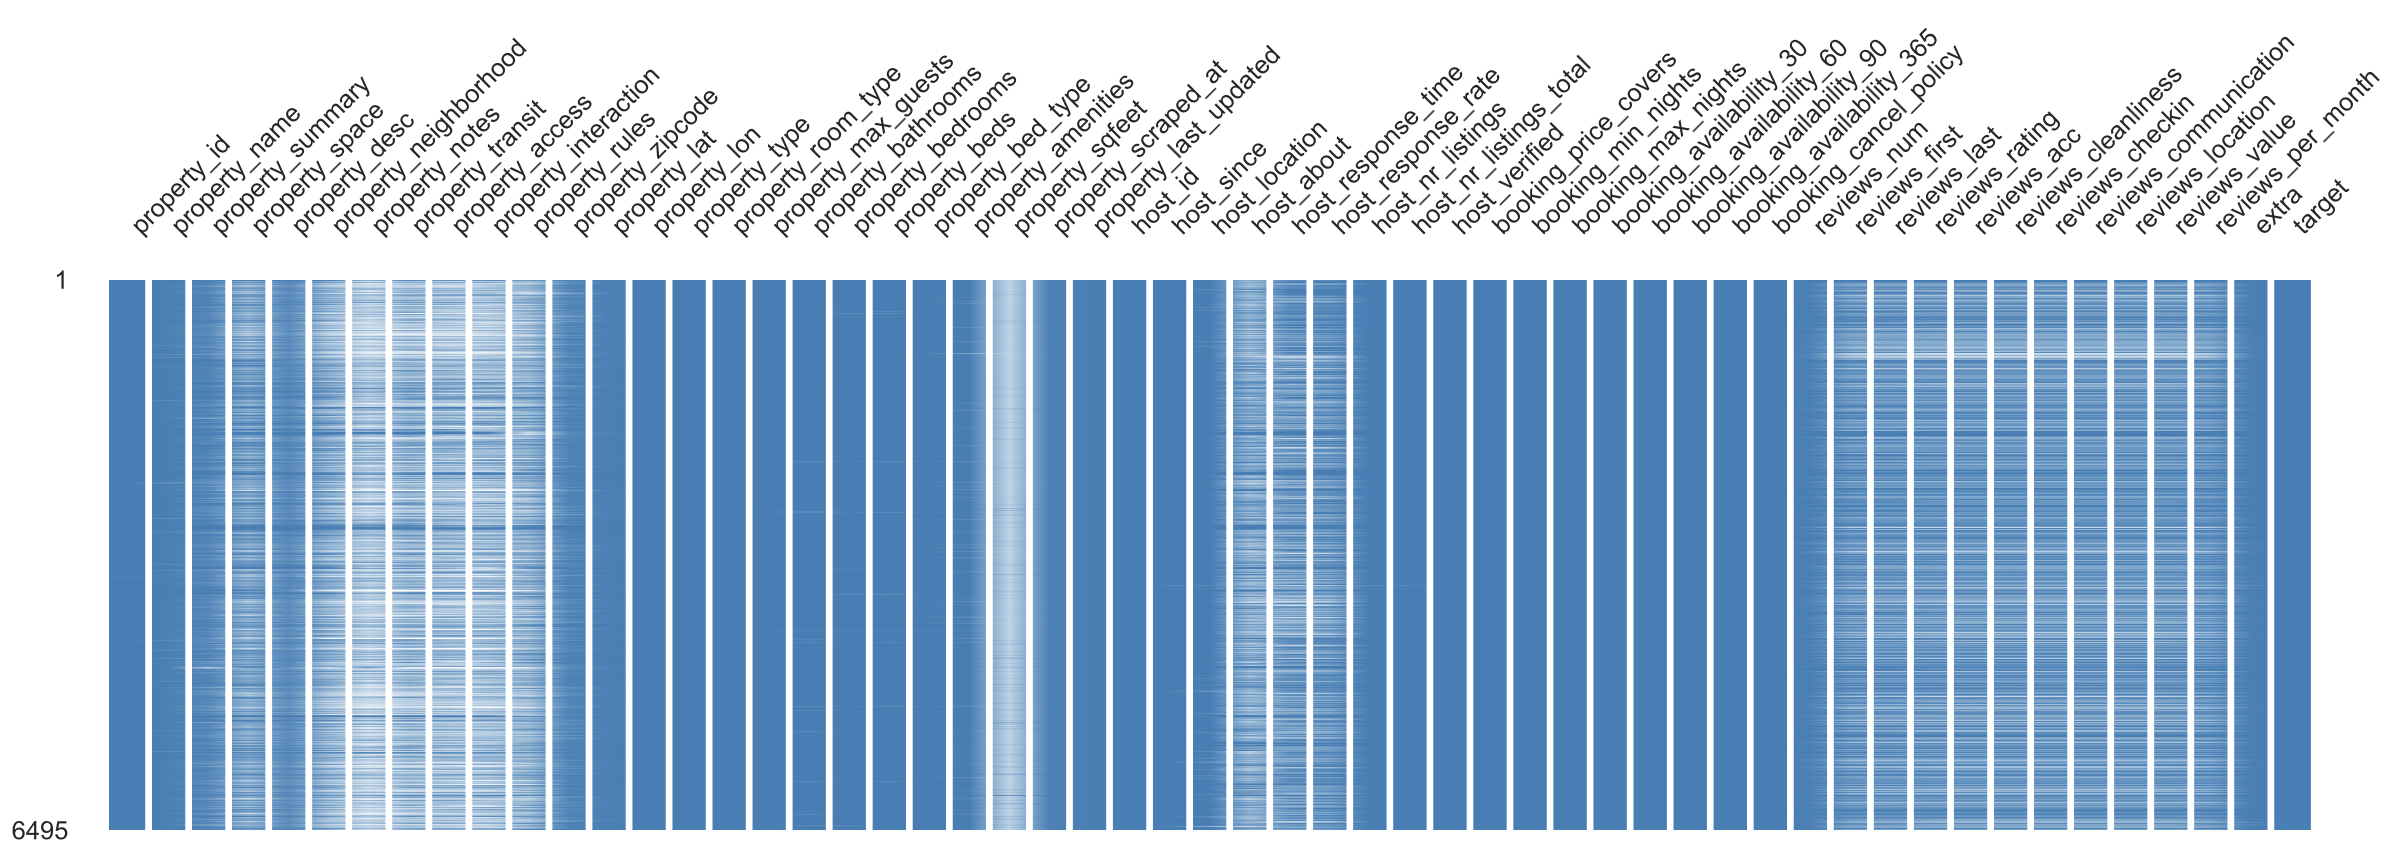 property_id
property_name
property_summary
property_space
property_desc
property_neighborhood
property_notes
property_transit
property_access
property_interaction
property_rules
property_zipcode
property_lat
property_lon
property_type
property_room_type
property_max_guests
property_bathrooms
property_bedrooms
property_beds
property_bed_type
property_amenities
property_sqfeet
property_scraped_at
property_last_updated
host_id
host_since
host_location
host_about
host_response_time
host_response_rate
host_nr_listings
host_nr_listings_total
host_verified
booking_price_covers
booking_min_nights
booking_max_nights
booking_availability_30
booking_availability_60
booking_availability_90
booking_availability_365
booking_cancel_policy
reviews_num
reviews_first
reviews_last
reviews_rating
reviews_acc
reviews_cleanliness
reviews_checkin
reviews_communication
reviews_location
reviews_value
reviews_per_month
extra
target
1
6495